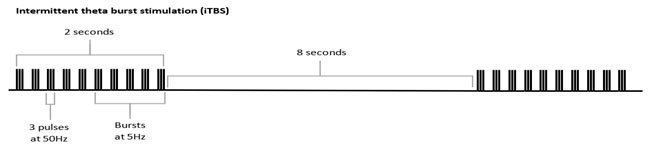 Intermittent theta burst stimulation (iTBS)
2 seconds
8 seconds
3 pulses
at 50Hz
Bursts
at 5Hz